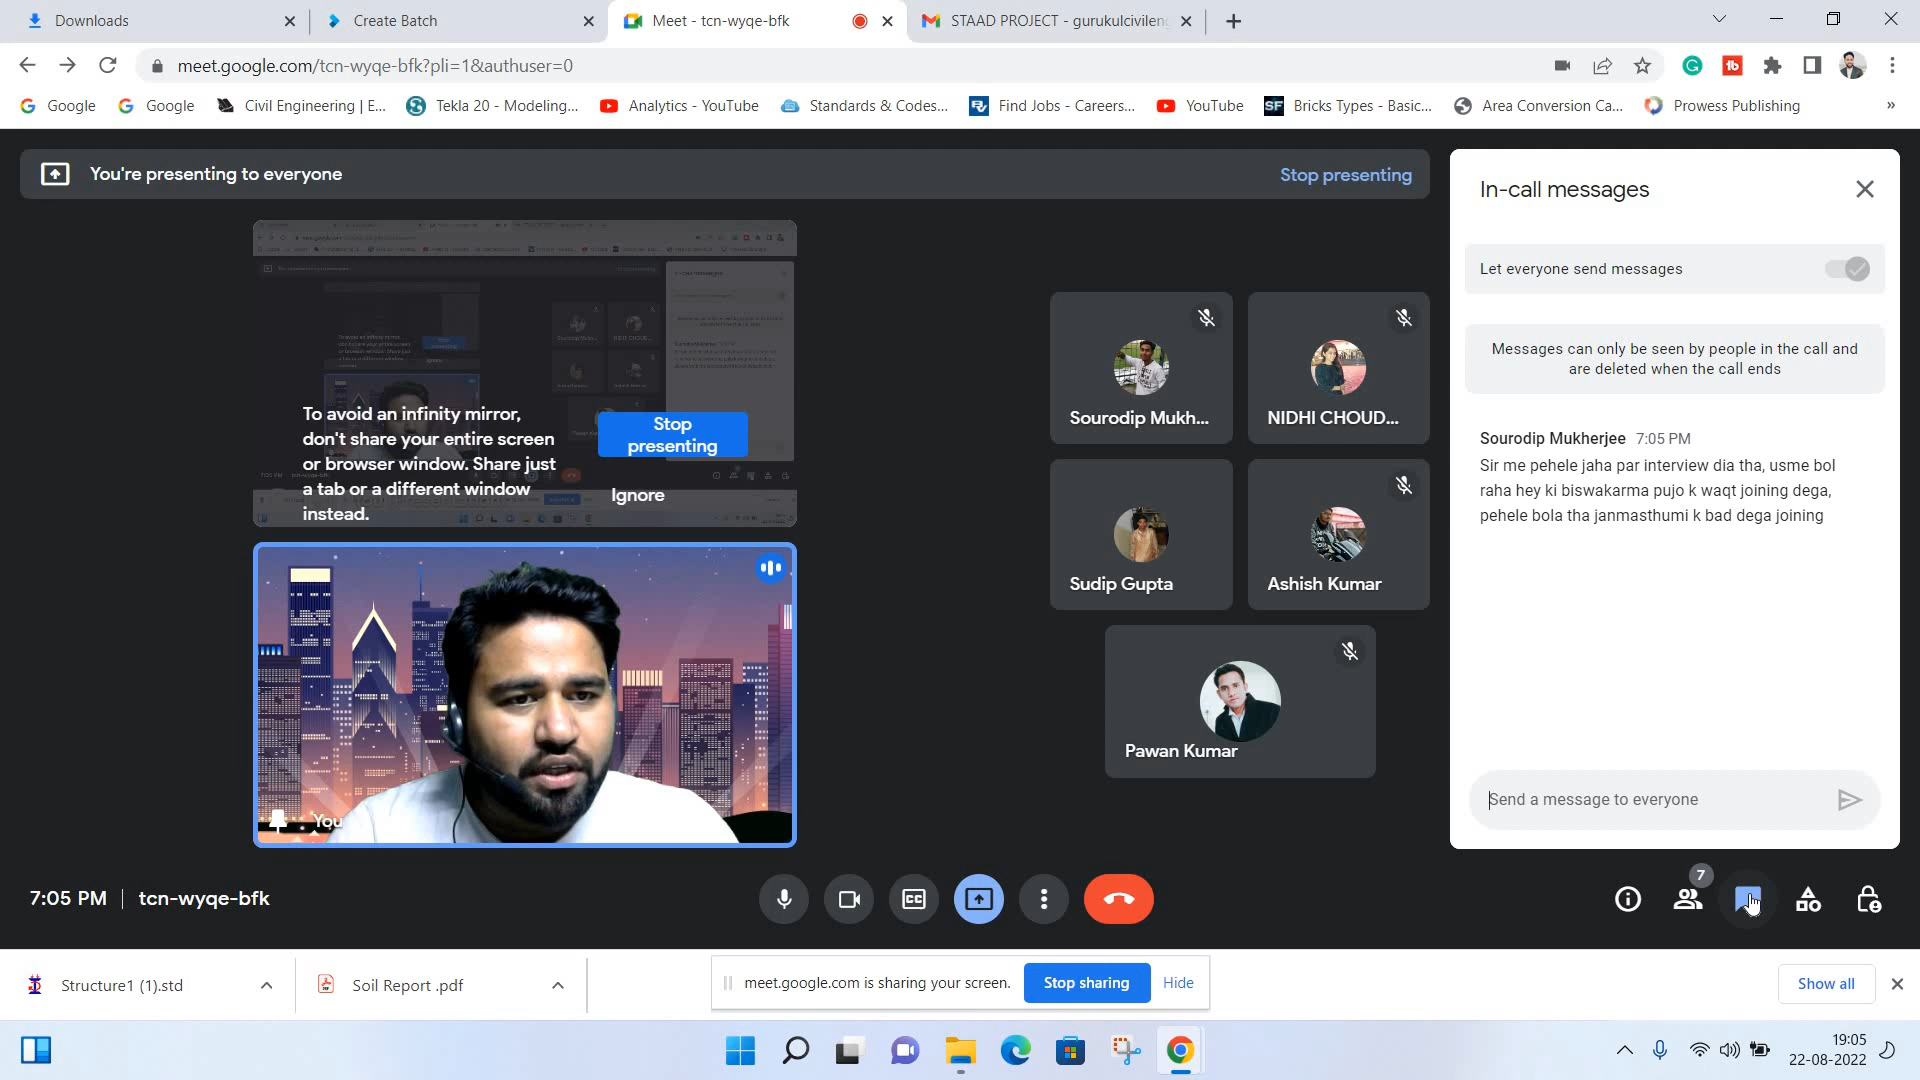 Downloads
Create Batch
Meet - tcn-wyqe-bfk
STAAD PROJECT - gurukulcivileng
meet.google.com/tcn-wyqe-bfk?pli=1&authuser=0
Google
Google
Civil Engineering | E...
Tekla 20 - Modeling...
Analytics - YouTube
Standards & Codes...
Find Jobs - Careers...
YouTube
SF
Bricks Types - Basic...
Area Conversion Ca...
Prowess Publishing
»
You're presenting to everyone
Stop presenting
To avoid an infinity mirror,
don't share your entire screen
or browser window. Share just
a tab or a different window
instead.
Stop
presenting
Ignore
You
Sourodip Mukh...
NIDHI CHOUD...
Sudip Gupta
Ashish Kumar
Pawan Kumar
In-call messages
Let everyone send messages
Messages can only be seen by people in the call and
are deleted when the call ends
Sourodip Mukherjee 7:05 PM
Sir me pehele jaha par interview dia tha, usme bol
raha hey ki biswakarma pujo k waqt joining dega,
pehele bola tha janmasthumi k bad dega joining
Send a message to everyone
7:05 PM | tcn-wyqe-bfk
CC
7
Structure1 (1).std
Soil Report .pdf
meet.google.com is sharing your screen.
Stop sharing
Hide
Show all
19:05
22-08-2022